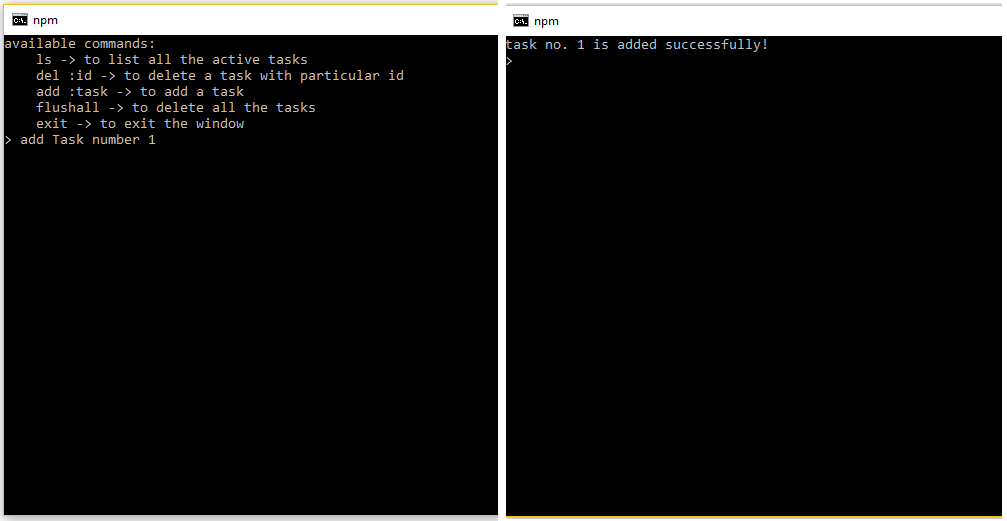 npm
available commands:
ls -> to list all the active tasks
del :id -> to delete a task with particular id
add :task -> to add a task
flushall -> to delete all the tasks
exit -> to exit the window
> add Task number 1
npm
task no. 1 is added successfully!
>